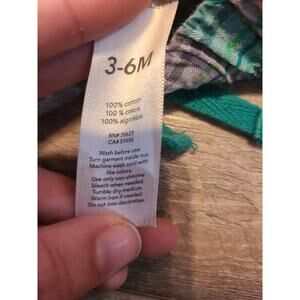 3-6M
100% cotton
100 % coton
100% algodón
RN# 35623
CA# 57458
Wash before use.
Turn garment inside out.
Machine wash cold with
like colors.
Use only non-chlorine
bleach when needed.
Tumble dry medium.
Warm iron if needed.
Do not iron decoration.